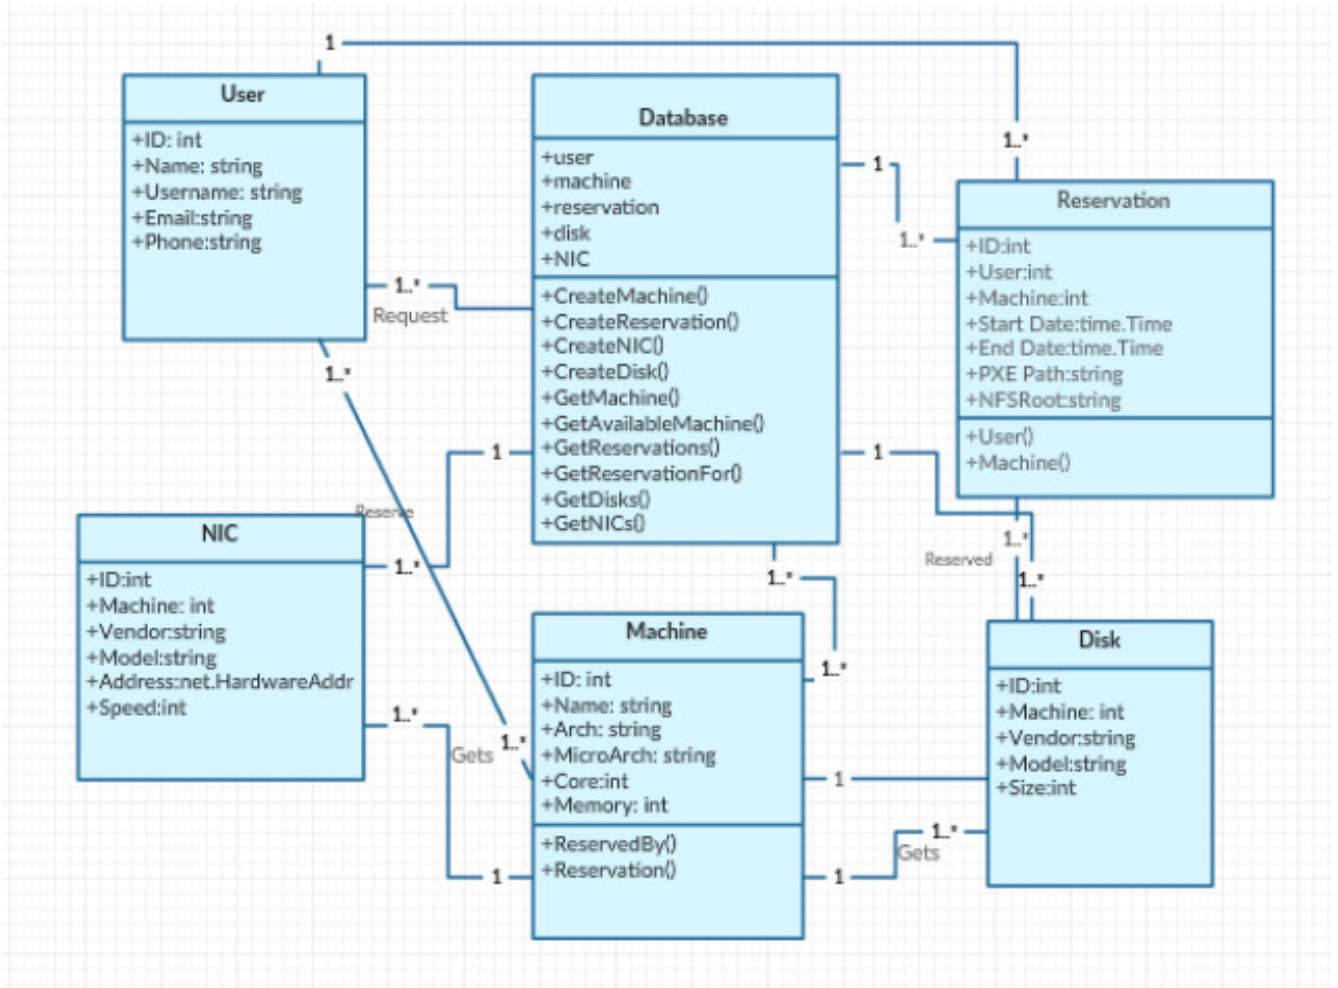 1
User
+ID: int
+Name: string
+Username: string
+Email:string
+Phone:string
1..*
Request
1..*
Database
+user
+machine
+reservation
+disk
+NIC
+CreateMachine()
+CreateReservation()
+CreateNIC()
+CreateDisk()
+GetMachine()
+GetAvailableMachine()
+GetReservations()
+GetReservationFor()
+GetDisks()
+GetNICs()
1
1..*
1..*
Reservation
+ID:int
+User:int
+Machine:int
+Start Date:time.Time
+End Date:time.Time
+PXE Path:string
+NFSRoot:string
+User()
+Machine()
1
1
Reserve
NIC
+ID:int
+Machine: int
+Vendor:string
+Model:string
+Address:net.HardwareAddr
+Speed:int
1..*
1..*
Gets
1..*
1
1..*
1..*
Machine
+ID: int
+Name: string
+Arch: string
+MicroArch: string
+Core:int
+Memory: int
+ReservedBy()
+Reservation()
1..*
Reserved
1..*
1
1
1..*
Gets
Disk
+ID:int
+Machine: int
+Vendor:string
+Model:string
+Size:int